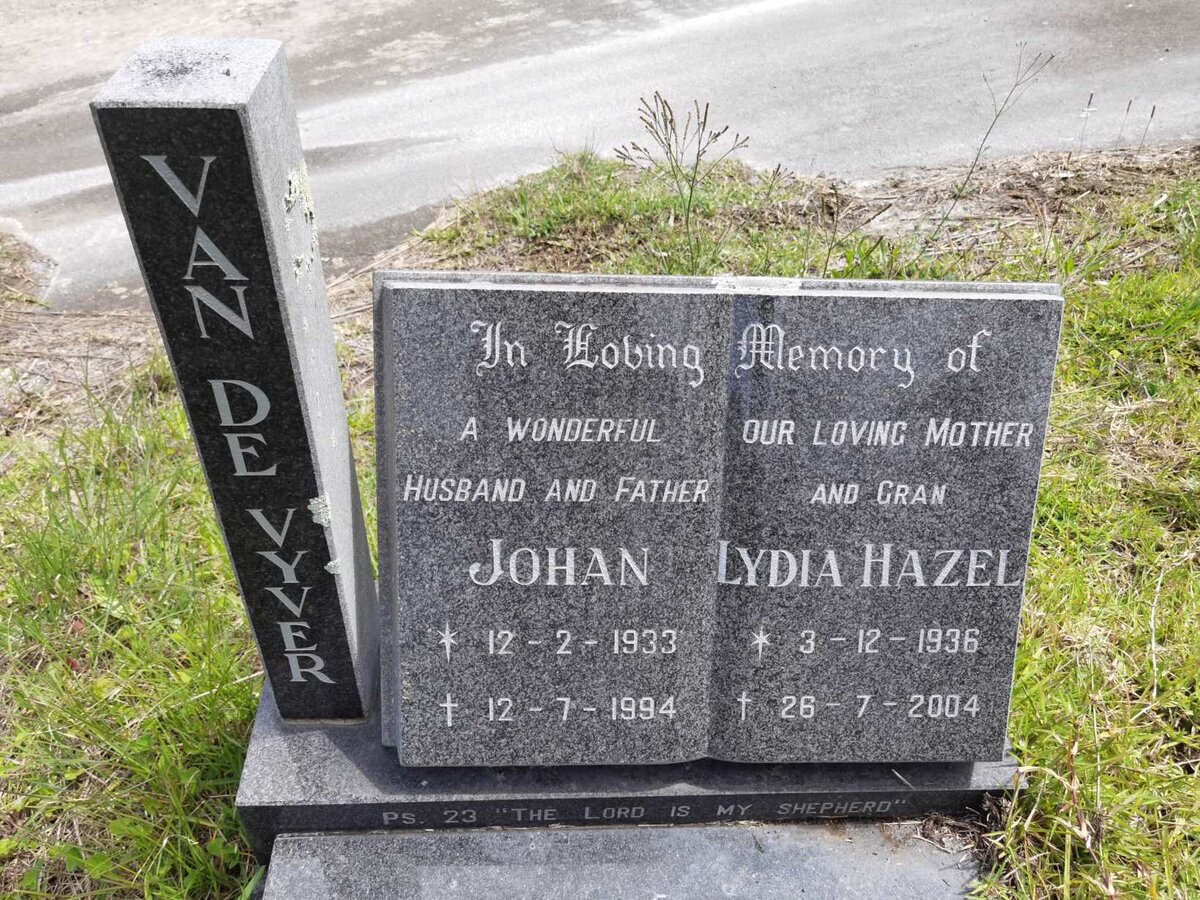 VAN DE VYVER
In Loving Memory of
A WONDERFUL
HUSBAND AND FATHER
JOHAN
* 12 - 2 - 1933
† 12 - 7 - 1994
OUR LOVING MOTHER
AND GRAN
LYDIA HAZEL
* 3 - 12 - 1936
† 26 - 7 - 2004
PS. 23 "THE LORD IS MY SHEPHERD"